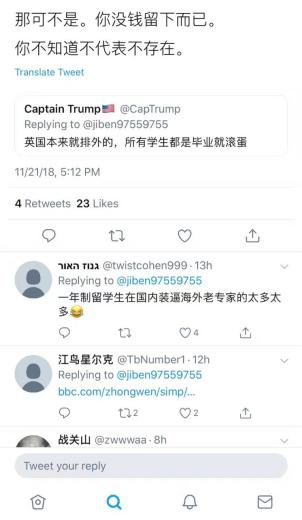 那可不是。你没钱留下而已。
你不知道不代表不存在。
Translate Tweet
Captain Trump🇺🇸 @CapTrump
Replying to @jiben97559755
英国本来就排外的，所有学生都是毕业就滚蛋
11/21/18, 5:12 PM
4 Retweets 23 Likes
גנוז האור @twistcohen999 · 13h
Replying to @jiben97559755
一年制留学生在国内装逼海外老专家的太多太
多😂
4
江鸟星尔克 @TbNumber1 · 12h
Replying to @jiben97559755
bbc.com/zhongwen/simp/...
2 2
战关山 @zwwwaa · 8h
Tweet your reply